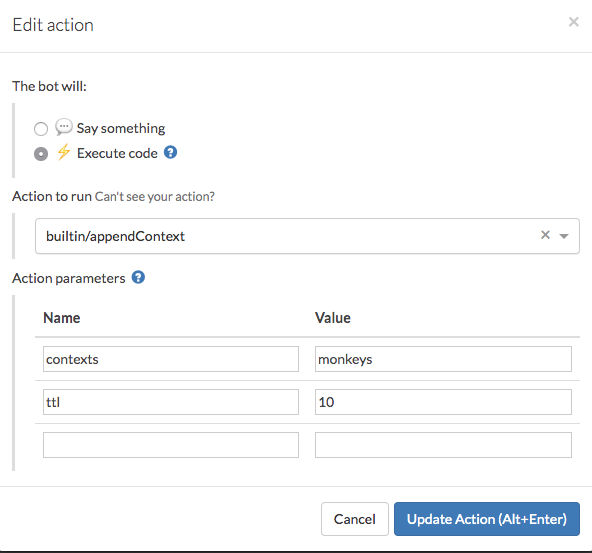 Edit action ×
The bot will:
Say something
Execute code ?
Action to run Can't see your action?
builtin/appendContext ×
Action parameters ?
Name Value
contexts monkeys
ttl 10
Cancel Update Action (Alt+Enter)